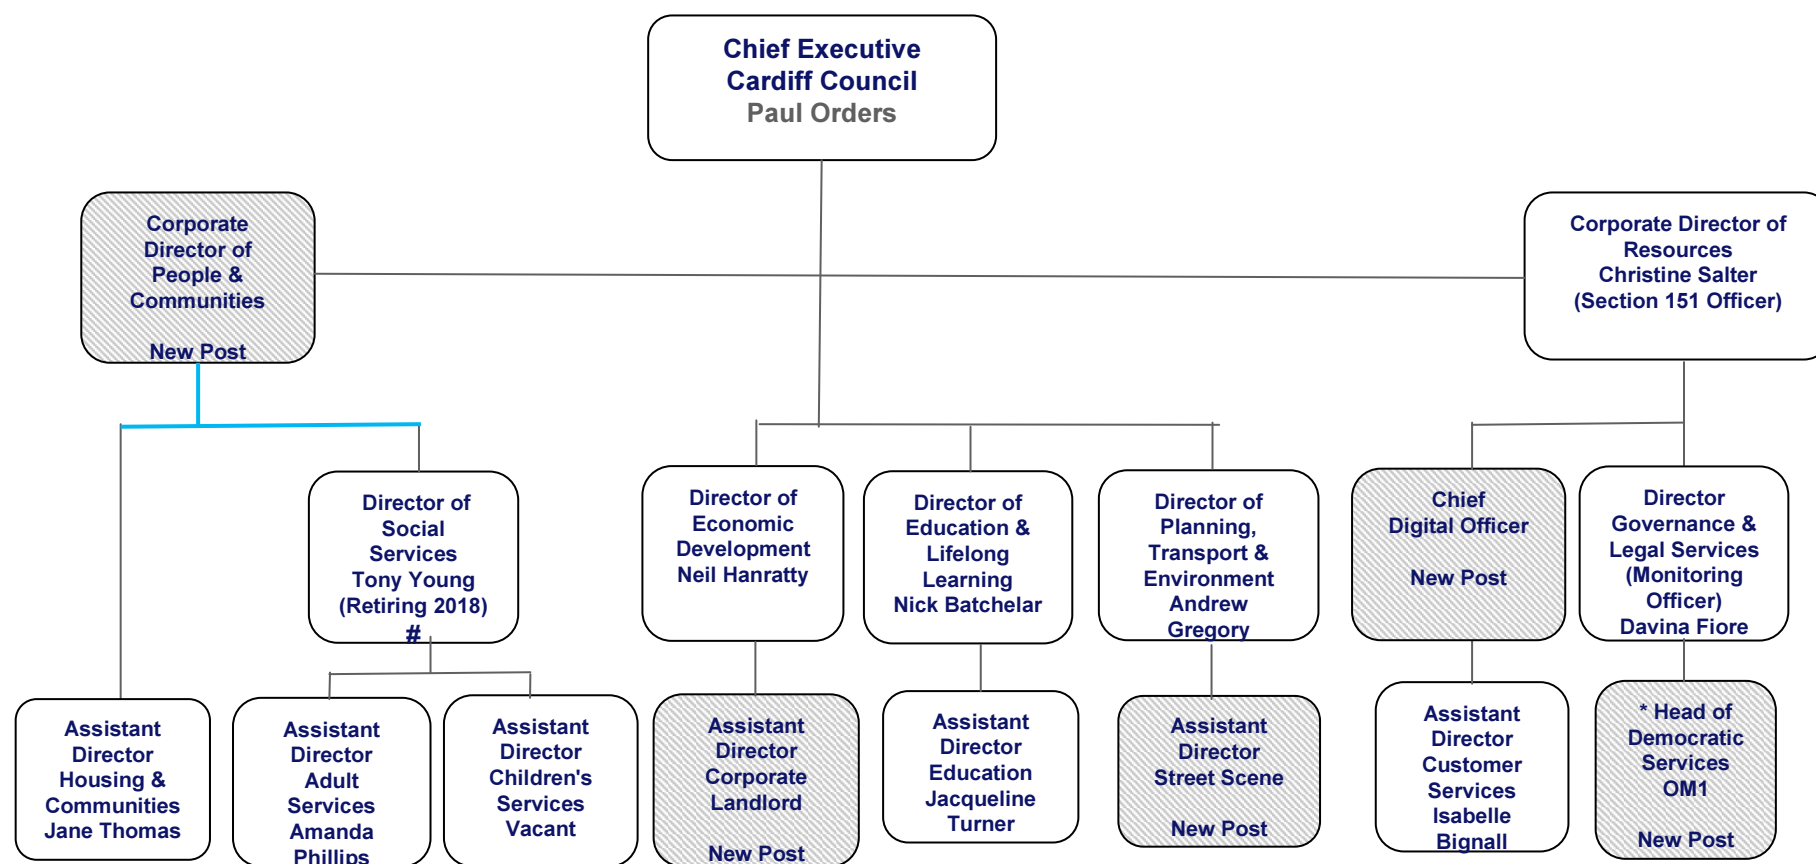 Chief Executive
Cardiff Council
Paul Orders
Corporate
Director of
People &
Communities
New Post
Corporate Director of
Resources
Christine Salter
(Section 151 Officer)
Director of
Social
Services
Tony Young
(Retiring 2018)
#
Director of
Economic
Development
Neil Hanratty
Director of
Education &
Lifelong
Learning
Nick Batchelar
Director of
Planning,
Transport &
Environment
Andrew
Gregory
Chief
Digital Officer
New Post
Director
Governance &
Legal Services
(Monitoring
Officer)
Davina Fiore
Assistant
Director
Housing &
Communities
Jane Thomas
Assistant
Director
Adult
Services
Amanda
Phillips
Assistant
Director
Children's
Services
Vacant
Assistant
Director
Corporate
Landlord
New Post
Assistant
Director
Education
Jacqueline
Turner
Assistant
Director
Street Scene
New Post
Assistant
Director
Customer
Services
Isabelle
Bignall
* Head of
Democratic
Services
OM1
New Post